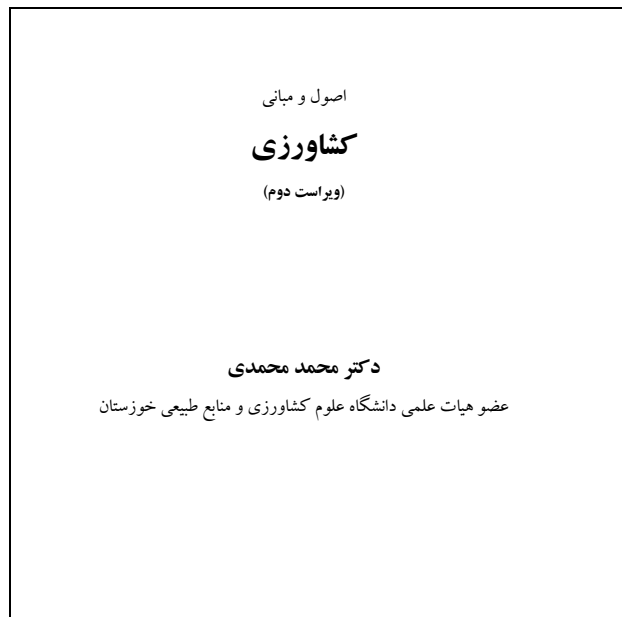 اصول و مبانی
کشاورزی
(ویراست دوم)
دکتر محمد محمدی
عضو هیات علمی دانشگاه علوم کشاورزی و منابع طبیعی خوزستان